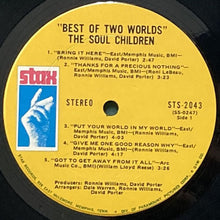 "BEST OF TWO WORLDS"
THE SOUL CHILDREN
1. "BRING IT HERE"-East/Memphis Music, BMI-
(Ronnie Williams, David Porter) 3:
2. "THANKS FOR A PRECIOUS NOTHING"-
East/Memphis Music, BMI-(Roni LeBeau,
Ronnie Williams, David Porter) 3:23
stax
STEREO
STS-2043
(SS-0247)
Side 1
3. "PUT YOUR WORLD IN MY WORLD"-East/
Memphis Music, BMI-(Ronnie Williams,
David Porter)
4. "GIVE ME ONE GOOD REASON WHY"-East/
Memphis Music, BMI-(Ronnie Williams,
David Porter)
5. "GOT TO GET AWAY FROM IT ALL"-Arc
Music Co., BMI-(William Lloyd Reese)
Producers: Ronnie Williams, David Porter
Arrangers: Dale Warren, Ronnie Williams,
David Porter